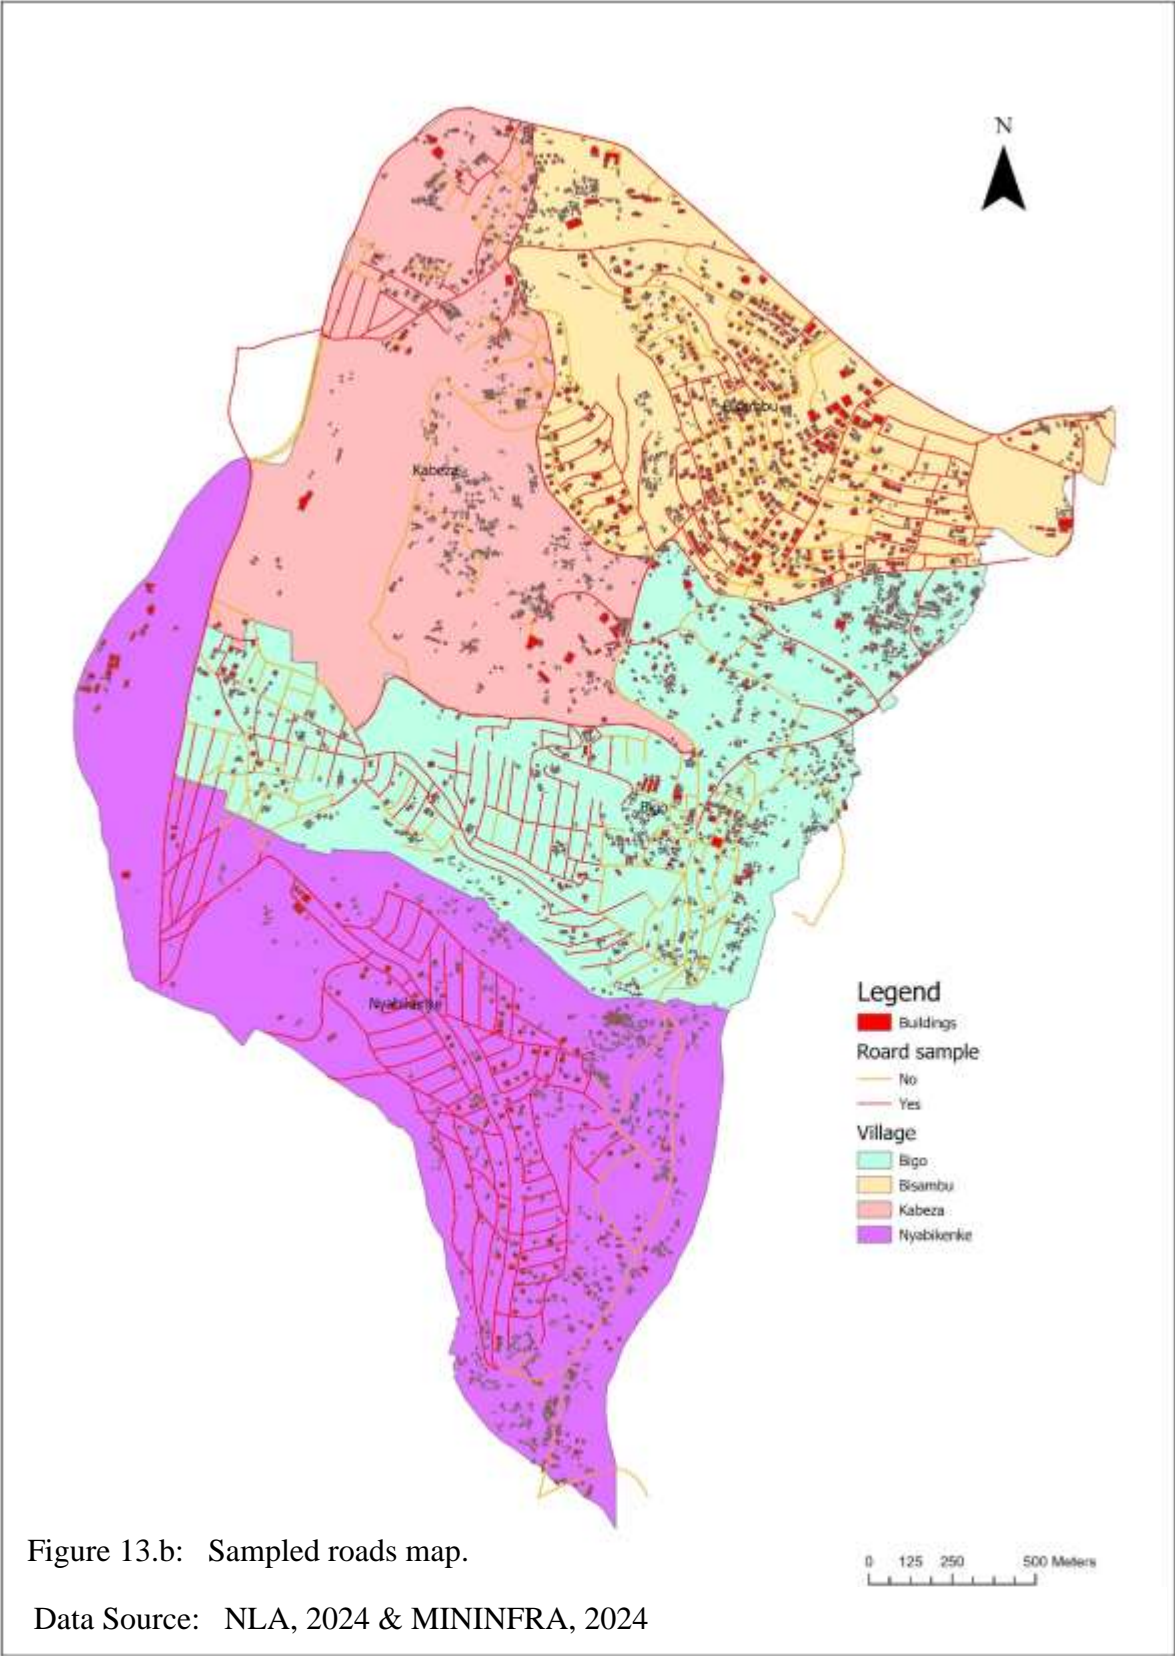 N
Bisambu
Kabeza
Bigo
Nyabikenke
Legend
Buildings
Roard sample
No
Yes
Village
Bigo
Bisambu
Kabeza
Nyabikenke
Figure 13.b: Sampled roads map.
0 125 250 500 Meters
Data Source: NLA, 2024 & MININFRA, 2024